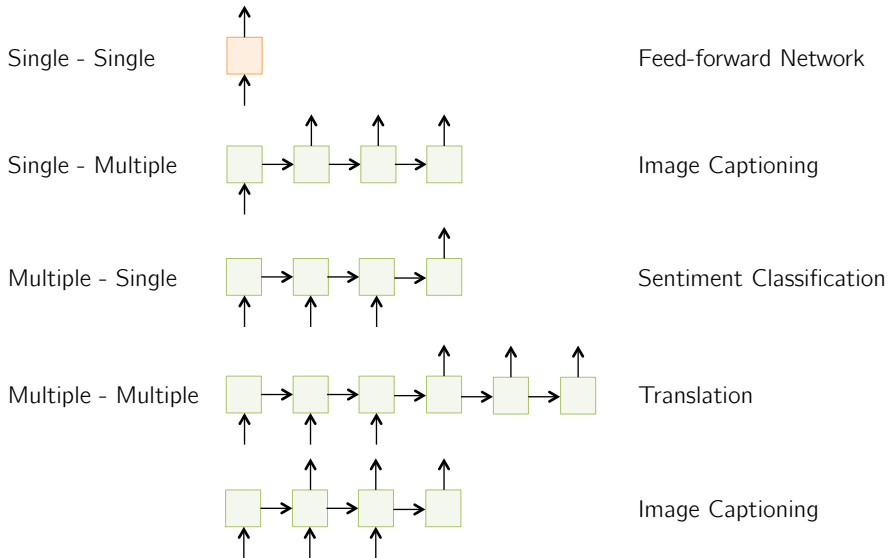 Single - Single
Feed-forward Network
Single - Multiple
Image Captioning
Multiple - Single
Sentiment Classification
Multiple - Multiple
Translation
Image Captioning